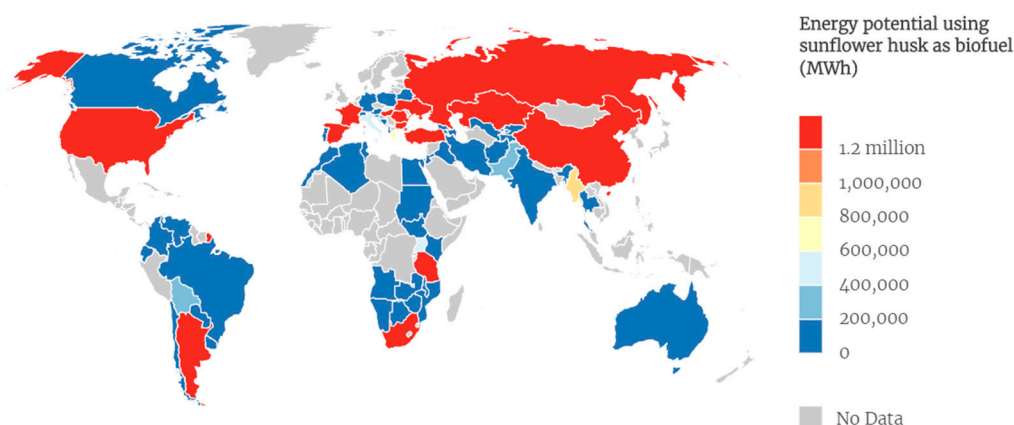 Energy potential using
sunflower husk as biofuel
(MWh)
1.2 million
1,000,000
800,000
600,000
400,000
200,000
0
No Data